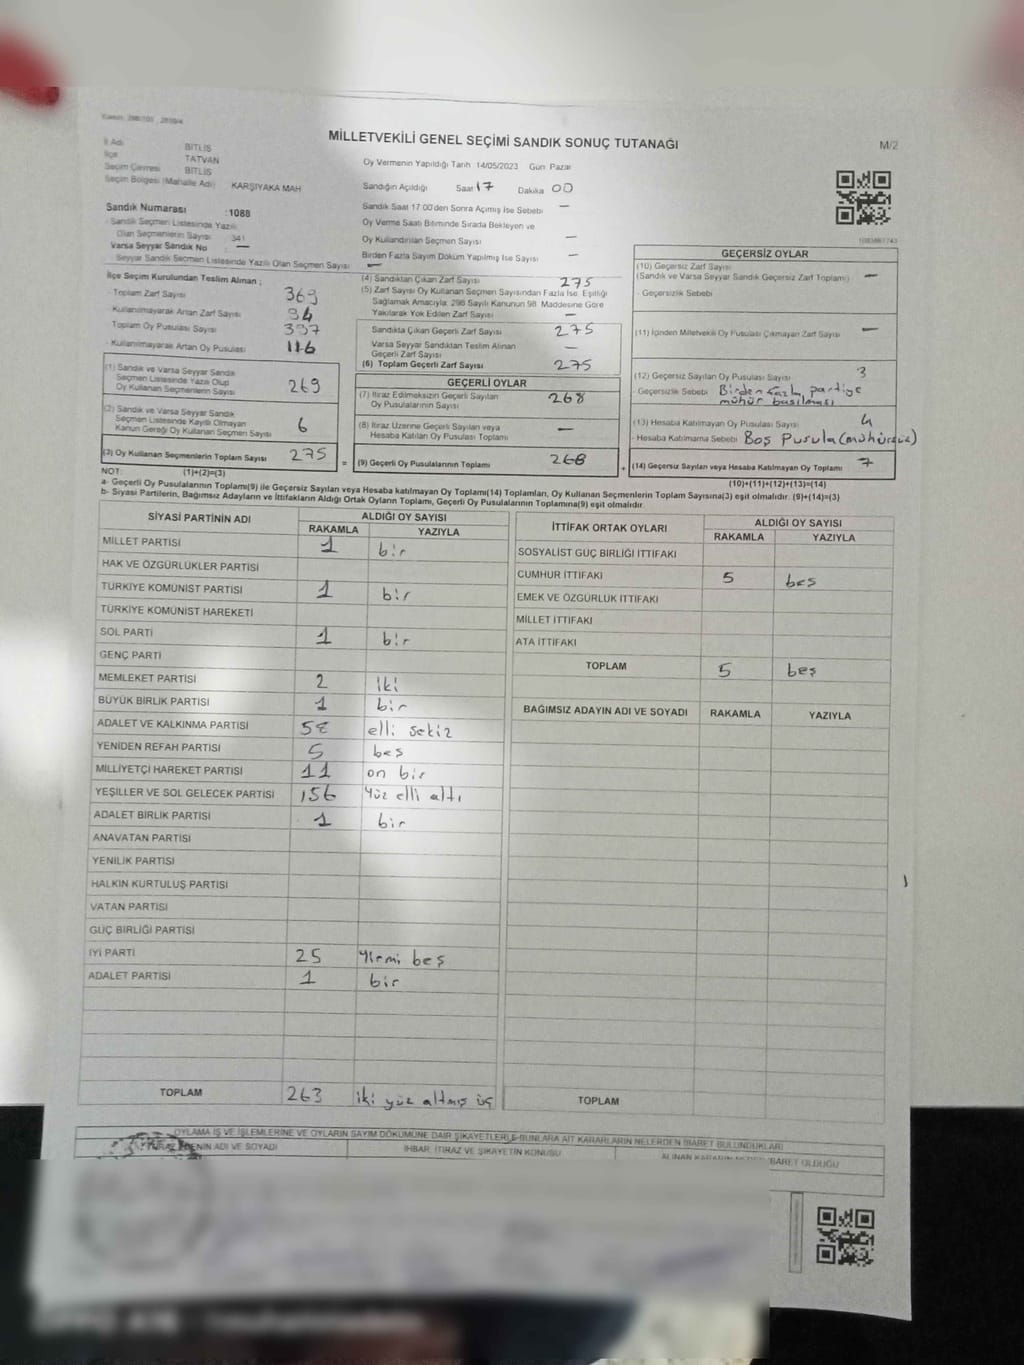 MİLLETVEKİLİ GENEL SEÇİMİ SANDIK SONUÇ TUTANAĞI
M/2
İl Adı BİTLİS
İlçe TATVAN
Seçim Çevresi BİTLİS
Seçim Bölgesi (Mahalle Adı) KARŞIYAKA MAH
Sandık Numarası :1088
- Sandık Seçmen Listesinde Yazılı
Olan Seçmenlerin Sayısı 341
Varsa Seyyar Sandık No —
Seyyar Sandık Seçmen Listesinde Yazılı Olan Seçmen Sayısı —
Oy Vermenin Yapıldığı Tarih 14/05/2023 Gün Pazar
Sandığın Açıldığı Saat 17 Dakika 00
Sandık Saat 17:00'den Sonra Açılmış İse Sebebi —
Oy Verme Saati Bitiminde Sırada Bekleyen ve
Oy Kullandırılan Seçmen Sayısı —
Birden Fazla Sayım Döküm Yapılmış İse Sayısı —
1083867743
İlçe Seçim Kurulundan Teslim Alınan ;
- Toplam Zarf Sayısı 369
- Kullanılmayarak Artan Zarf Sayısı 94
Toplam Oy Pusulası Sayısı 397
- Kullanılmayarak Artan Oy Pusulası 116
(1) Sandık ve Varsa Seyyar Sandık
Seçmen Listesinde Yazılı Olup
Oy Kullanan Seçmenlerin Sayısı 269
(2) Sandık ve Varsa Seyyar Sandık
Seçmen Listesinde Kayıtlı Olmayan
Kanun Gereği Oy Kullanan Seçmen Sayısı 6
(3) Oy Kullanan Seçmenlerin Toplam Sayısı 275
(4) Sandıktan Çıkan Zarf Sayısı 275
(5) Zarf Sayısı Oy Kullanan Seçmen Sayısından Fazla İse, Eşitliği
Sağlamak Amacıyla; 298 Sayılı Kanunun 98. Maddesine Göre
Yakılarak Yok Edilen Zarf Sayısı —
Sandıkta Çıkan Geçerli Zarf Sayısı 275
Varsa Seyyar Sandıktan Teslim Alınan
Geçerli Zarf Sayısı —
(6) Toplam Geçerli Zarf Sayısı 275
GEÇERLİ OYLAR
(7) İtiraz Edilmeksizin Geçerli Sayılan
Oy Pusulalarının Sayısı 268
(8) İtiraz Üzerine Geçerli Sayılan veya
Hesaba Katılan Oy Pusulası Toplamı —
= (9) Geçerli Oy Pusulalarının Toplamı 268
GEÇERSİZ OYLAR
(10) Geçersiz Zarf Sayısı
(Sandık ve Varsa Seyyar Sandık Geçersiz Zarf Toplamı) —
- Geçersizlik Sebebi
(11) İçinden Milletvekili Oy Pusulası Çıkmayan Zarf Sayısı —
(12) Geçersiz Sayılan Oy Pusulası Sayısı 3
- Geçersizlik Sebebi Birden fazla partiye
mühür basılması
(13) Hesaba Katılmayan Oy Pusulası Sayısı 4
- Hesaba Katılmama Sebebi Boş Pusula (mühürsüz)
+ (14) Geçersiz Sayılan veya Hesaba Katılmayan Oy Toplamı 7
NOT: (1)+(2)=(3)
(10)+(11)+(12)+(13)=(14)
a- Geçerli Oy Pusulalarının Toplamı(9) ile Geçersiz Sayılan veya Hesaba katılmayan Oy Toplamı(14) Toplamları, Oy Kullanan Seçmenlerin Toplam Sayısına(3) eşit olmalıdır. (9)+(14)=(3)
b- Siyasi Partilerin, Bağımsız Adayların ve İttifakların Aldığı Ortak Oyların Toplamı, Geçerli Oy Pusulalarının Toplamına(9) eşit olmalıdır.
SİYASİ PARTİNİN ADI ALDIĞI OY SAYISI
RAKAMLA YAZIYLA
MİLLET PARTİSİ 1 bir
HAK VE ÖZGÜRLÜKLER PARTİSİ
TÜRKİYE KOMÜNİST PARTİSİ 1 bir
TÜRKİYE KOMÜNİST HAREKETİ
SOL PARTİ 1 bir
GENÇ PARTİ
MEMLEKET PARTİSİ 2 iki
BÜYÜK BİRLİK PARTİSİ 1 bir
ADALET VE KALKINMA PARTİSİ 58 elli sekiz
YENİDEN REFAH PARTİSİ 5 beş
MİLLİYETÇİ HAREKET PARTİSİ 11 on bir
YEŞİLLER VE SOL GELECEK PARTİSİ 156 Yüz elli altı
ADALET BİRLİK PARTİSİ 1 bir
ANAVATAN PARTİSİ
YENİLİK PARTİSİ
HALKIN KURTULUŞ PARTİSİ
VATAN PARTİSİ
GÜÇ BİRLİĞİ PARTİSİ
İYİ PARTİ 25 Yirmi beş
ADALET PARTİSİ 1 bir
TOPLAM 263 iki yüz altmış üç
İTTİFAK ORTAK OYLARI ALDIĞI OY SAYISI
RAKAMLA YAZIYLA
SOSYALİST GÜÇ BİRLİĞİ İTTİFAKI
CUMHUR İTTİFAKI 5 beş
EMEK VE ÖZGÜRLÜK İTTİFAKI
MİLLET İTTİFAKI
ATA İTTİFAKI
TOPLAM 5 beş
BAĞIMSIZ ADAYIN ADI VE SOYADI RAKAMLA YAZIYLA
TOPLAM
OYLAMA İŞ VE İŞLEMLERİNE VE OYLARIN SAYIM DÖKÜMÜNE DAİR ŞİKAYETLERLE BUNLARA AİT KARARLARIN NELERDEN İBARET BULUNDUKLARI
ADI VE SOYADI İHBAR, İTİRAZ VE ŞİKAYETİN KONUSU ALINAN İBARET OLDUĞU